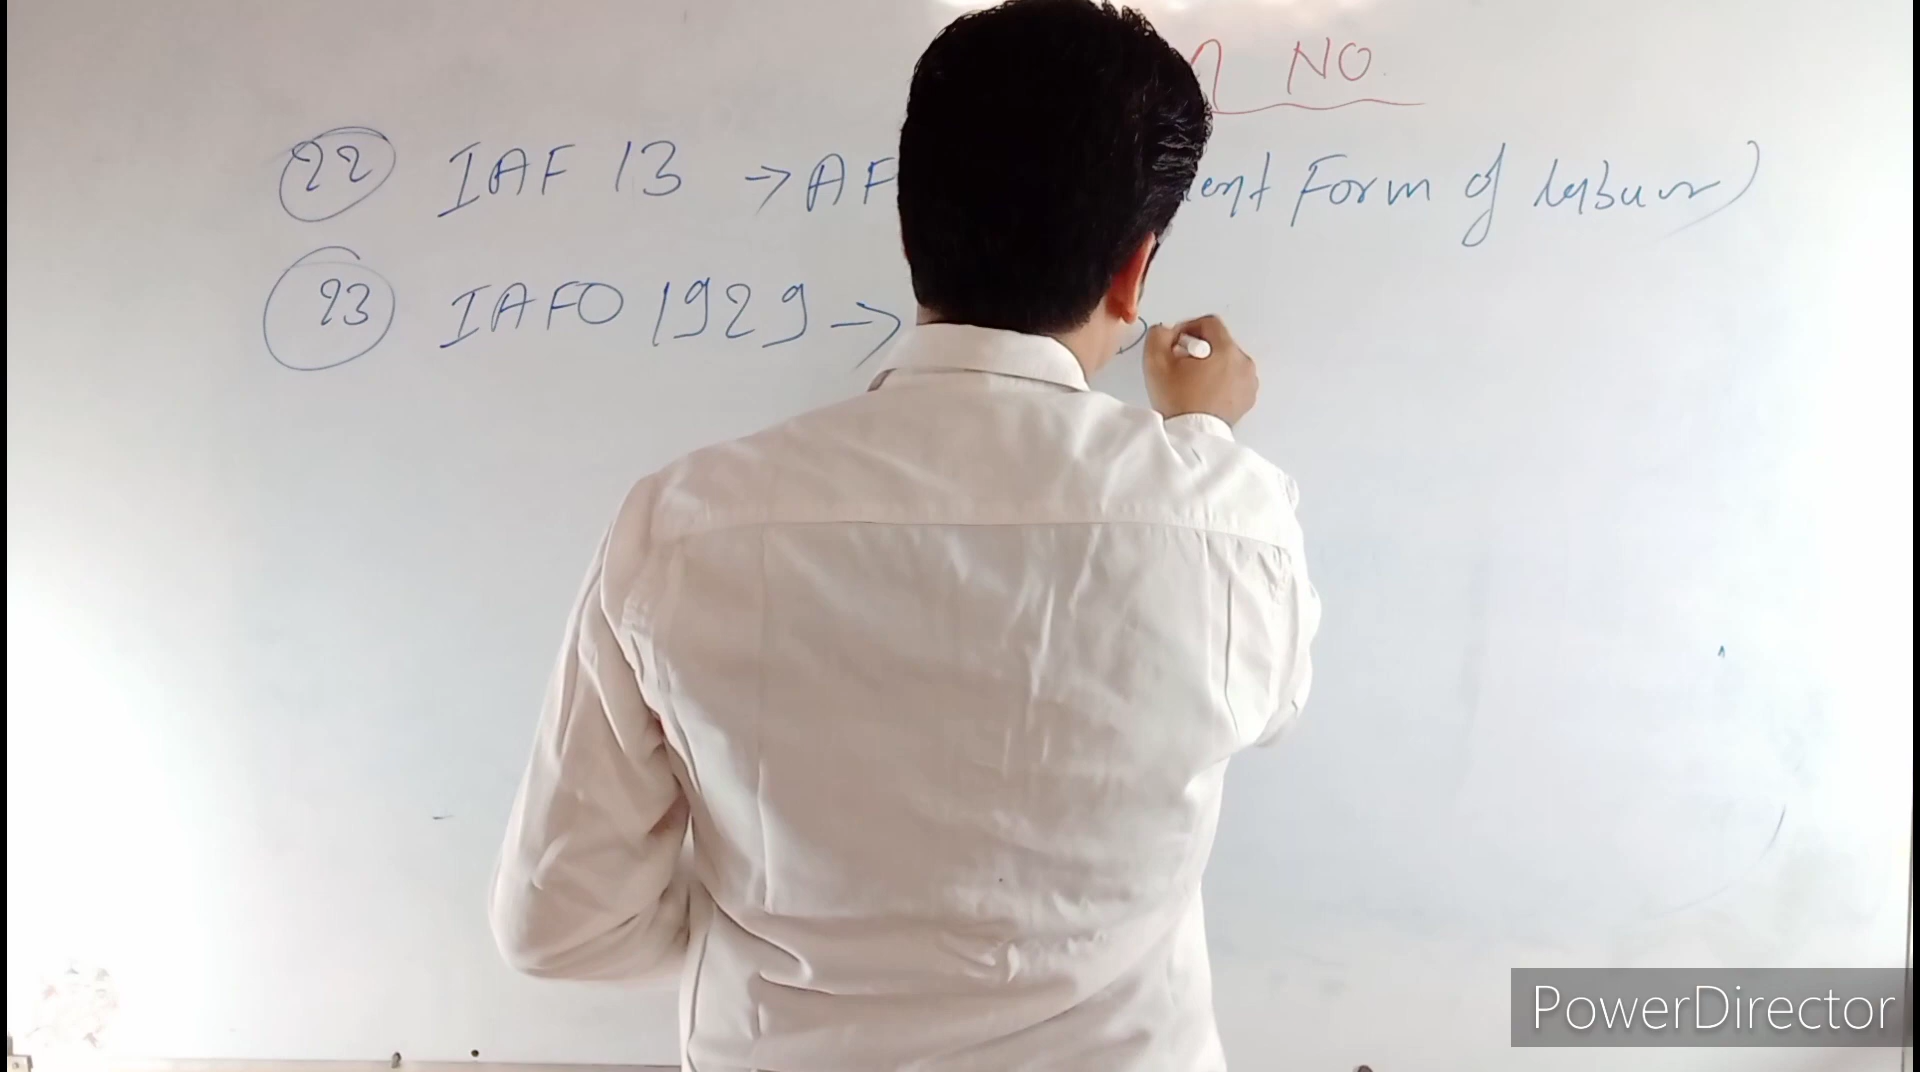 NO.
22 IAF 13 → AF ent Form of labour)
23 IAFO 1929 →
PowerDirector